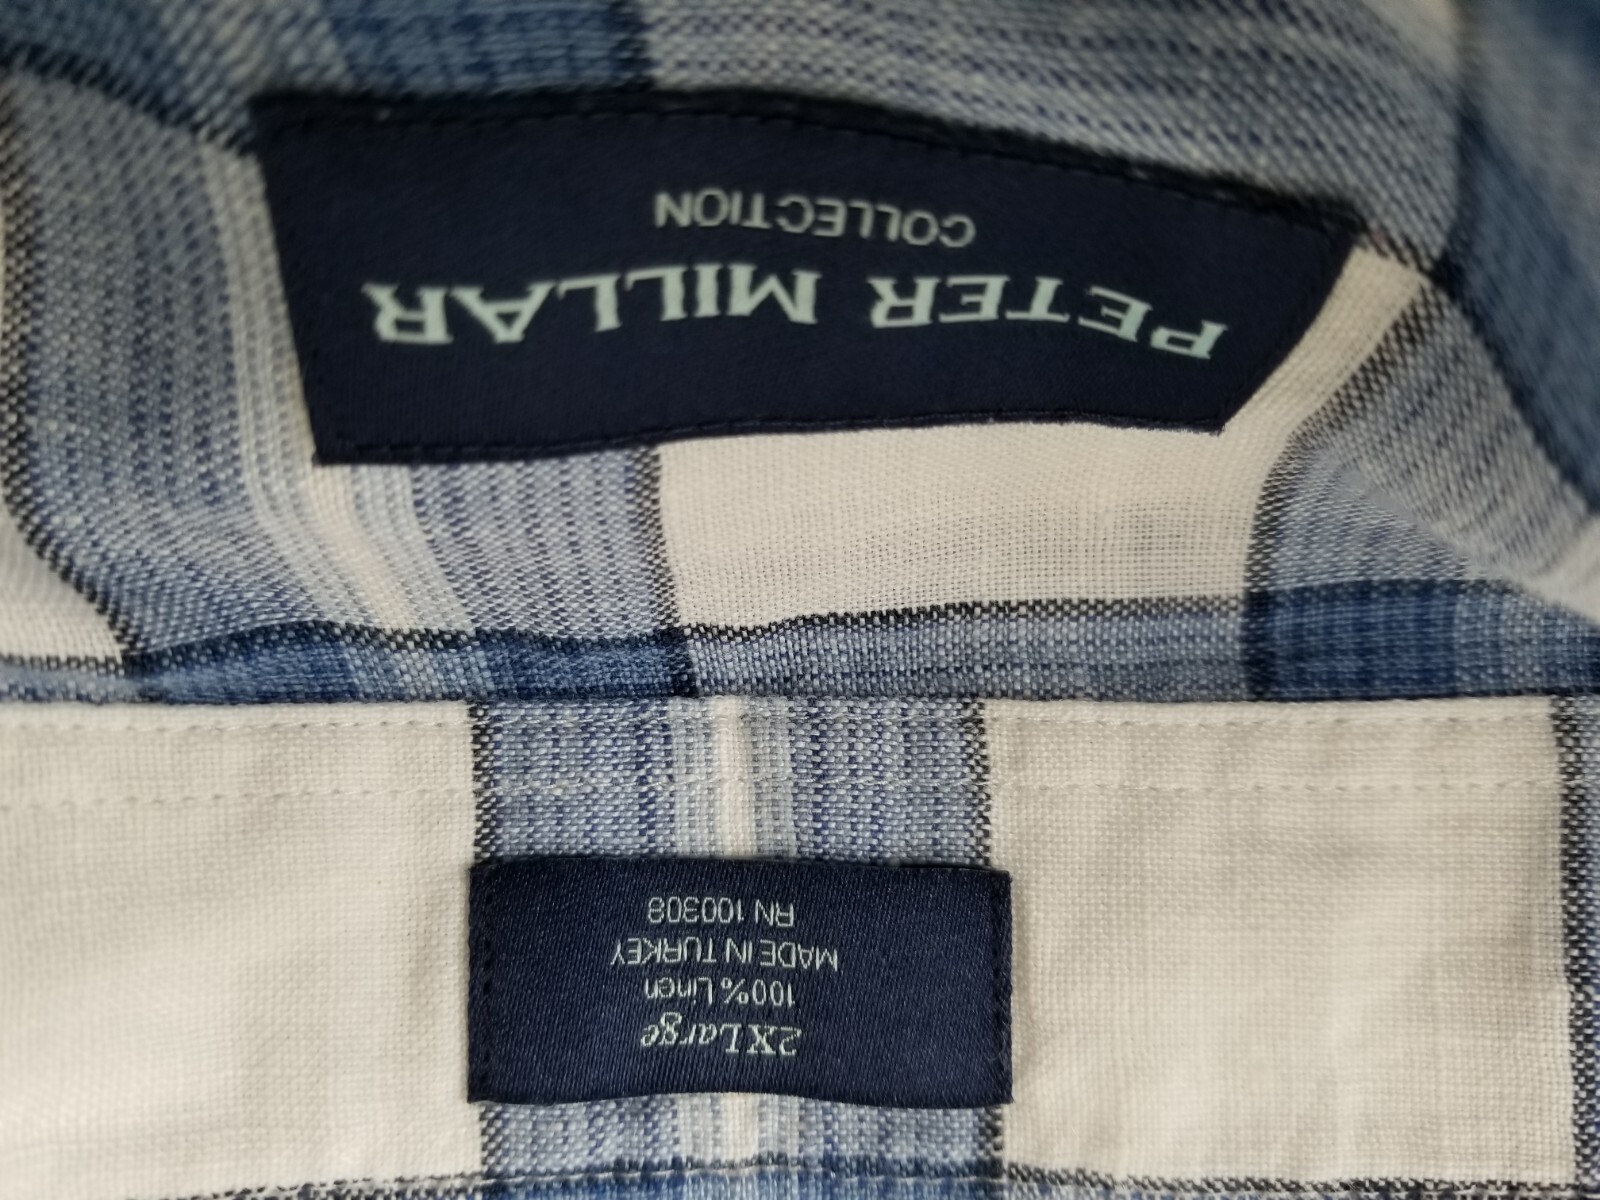 PETER MILLAR
COLLECTION
2XLarge
100% Linen
MADE IN TURKEY
RN 100308